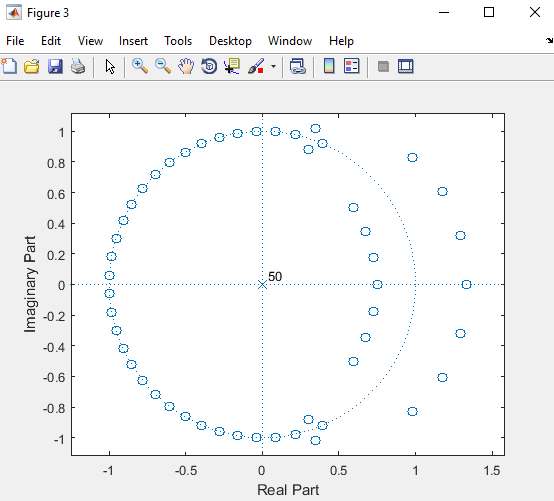 Figure 3
File Edit View Insert Tools Desktop Window Help
50
1
0.8
0.6
0.4
0.2
0
-0.2
-0.4
-0.6
-0.8
-1
Imaginary Part
-1 -0.5 0 0.5 1 1.5
Real Part